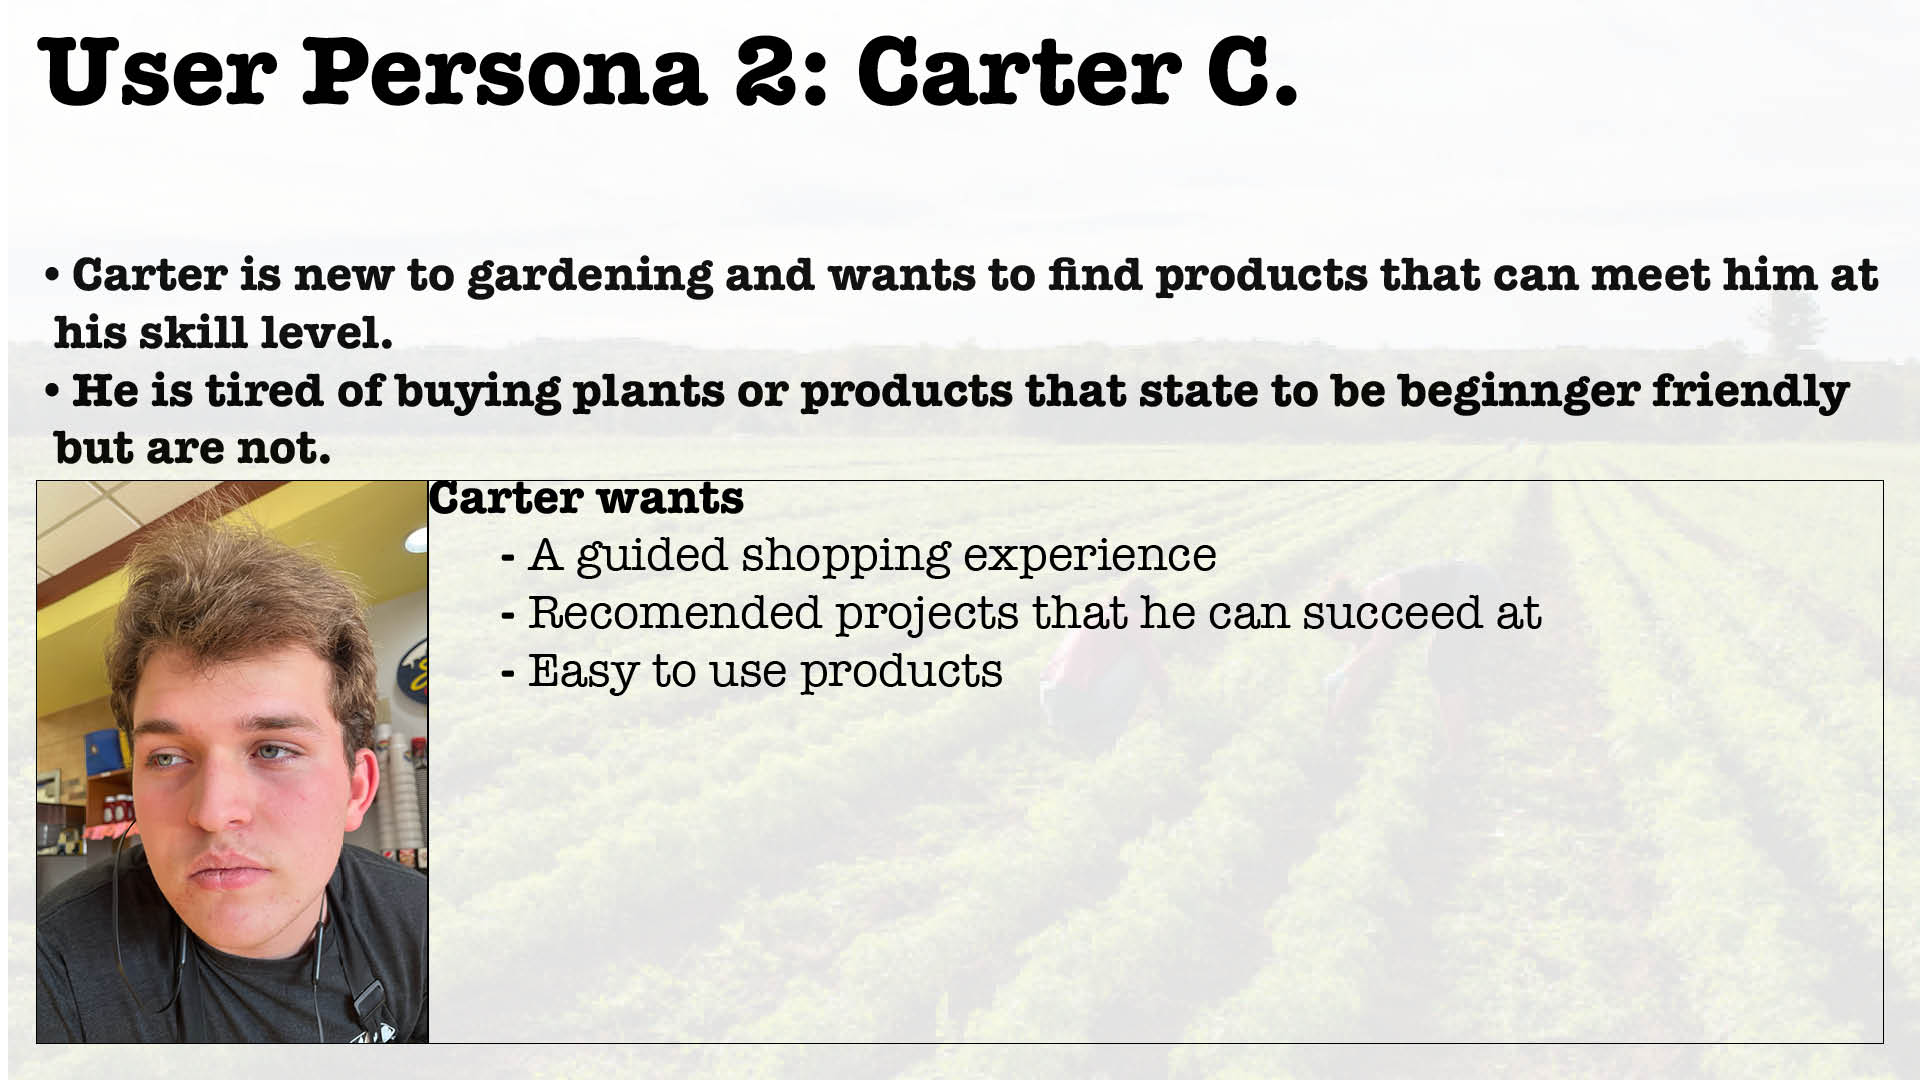 User Persona 2: Carter C.
• Carter is new to gardening and wants to find products that can meet him at
his skill level.
• He is tired of buying plants or products that state to be beginnger friendly
but are not.
Carter wants
- A guided shopping experience
- Recomended projects that he can succeed at
- Easy to use products